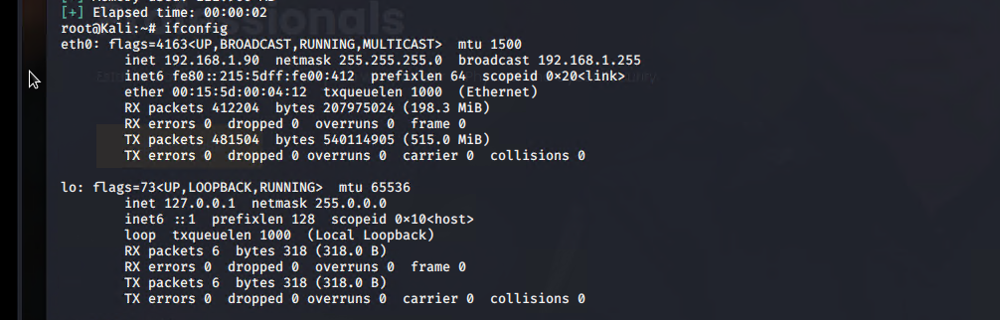 [+] Elapsed time: 00:00:02
root@Kali:~# ifconfig
eth0: flags=4163<UP,BROADCAST,RUNNING,MULTICAST>  mtu 1500
        inet 192.168.1.90  netmask 255.255.255.0  broadcast 192.168.1.255
        inet6 fe80::215:5dff:fe00:412  prefixlen 64  scopeid 0×20<link>
        ether 00:15:5d:00:04:12  txqueuelen 1000  (Ethernet)
        RX packets 412204  bytes 207975024 (198.3 MiB)
        RX errors 0  dropped 0  overruns 0  frame 0
        TX packets 481504  bytes 540114905 (515.0 MiB)
        TX errors 0  dropped 0 overruns 0  carrier 0  collisions 0

lo: flags=73<UP,LOOPBACK,RUNNING>  mtu 65536
        inet 127.0.0.1  netmask 255.0.0.0
        inet6 ::1  prefixlen 128  scopeid 0×10<host>
        loop  txqueuelen 1000  (Local Loopback)
        RX packets 6  bytes 318 (318.0 B)
        RX errors 0  dropped 0  overruns 0  frame 0
        TX packets 6  bytes 318 (318.0 B)
        TX errors 0  dropped 0 overruns 0  carrier 0  collisions 0